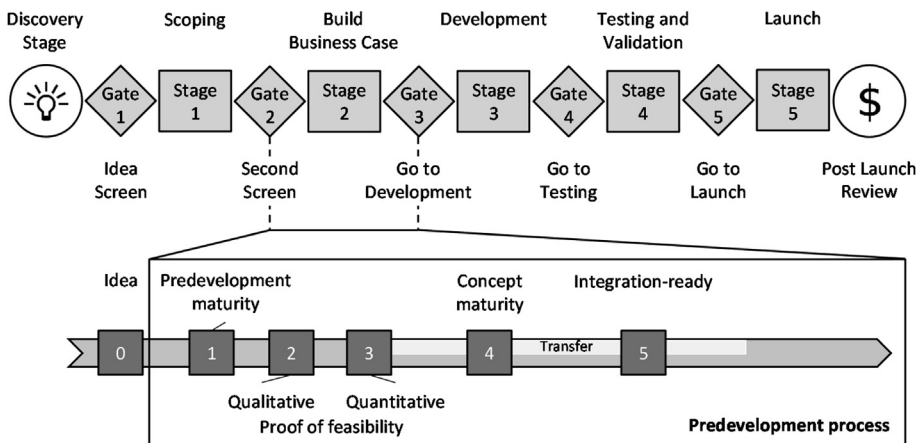 Discovery
Stage
Scoping
Build
Business Case
Development
Testing and
Validation
Launch
Gate
1
Stage
1
Gate
2
Stage
2
Gate
3
Stage
3
Gate
4
Stage
4
Gate
5
Stage
5
$
Idea
Screen
Second
Screen
Go to
Development
Go to
Testing
Go to
Launch
Post Launch
Review
Idea
Predevelopment
maturity
Concept
maturity
Integration-ready
0
1
2
3
4
Transfer
5
Qualitative
Quantitative
Proof of feasibility
Predevelopment process